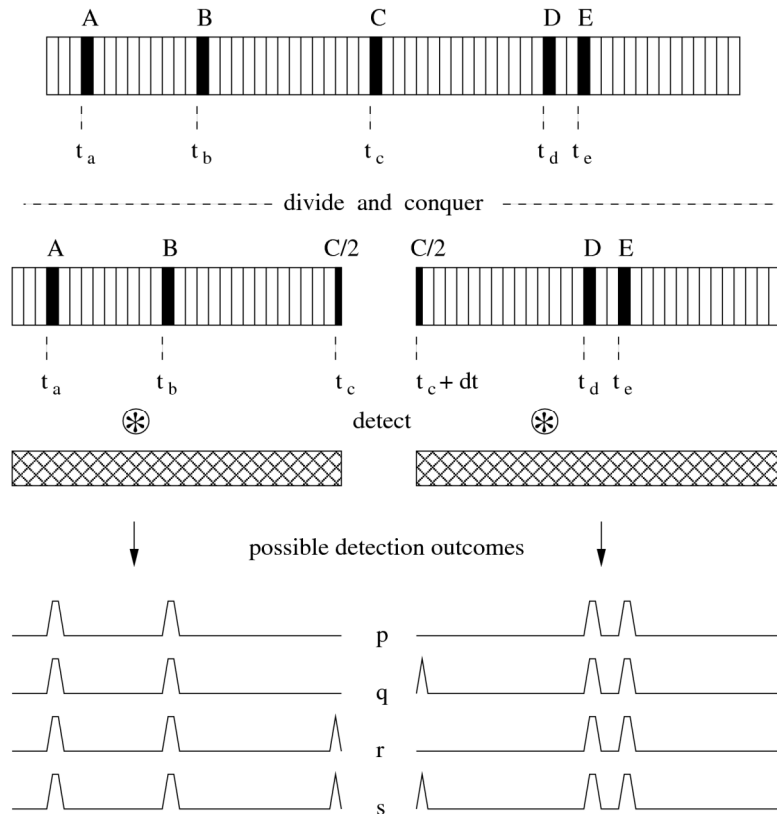 A B C D E
t a t b t c t d t e
divide and conquer
A B C/2 C/2 D E
t a t b t c t c + dt t d t e
detect
possible detection outcomes
p
q
r
s